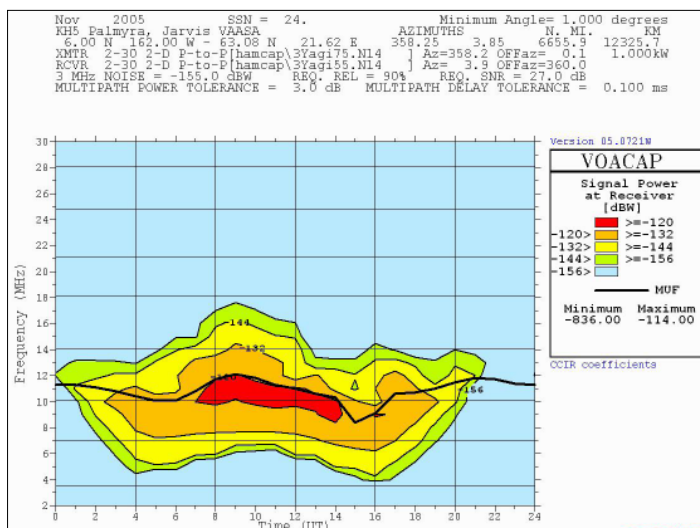 Nov 2005 SSN = 24. Minimum Angle= 1.000 degrees
KH5 Palmyra, Jarvis VAASA AZIMUTHS N. MI. KM
6.00 N 162.00 W - 63.08 N 21.62 E 358.25 3.85 6655.9 12325.7
XMTR 2-30 2-D P-to-P[hamcap\3Yagi75.N14 ] Az=358.2 OFFaz= 0.1 1.000kW
RCVR 2-30 2-D P-to-P[hamcap\3Yagi55.N14 ] Az= 3.9 OFFaz=360.0
3 MHz NOISE = -155.0 dBW REQ. REL = 90% REQ. SNR = 27.0 dB
MULTIPATH POWER TOLERANCE = 3.0 dB MULTIPATH DELAY TOLERANCE = 0.100 ms
Version 05.0721W
VOACAP
Signal Power
at Receiver
[dBW]
>=-120
-120> >=-132
-132> >=-144
-144> >=-156
-156>
MUF
Minimum Maximum
-836.00 -114.00
CCIR coefficients
Frequency (MHz)
30
28
26
24
22
20
18
16
14
12
10
8
6
4
2
-144
-132
-120
-156
0 2 4 6 8 10 12 14 16 18 20 22 24
Time (UT)